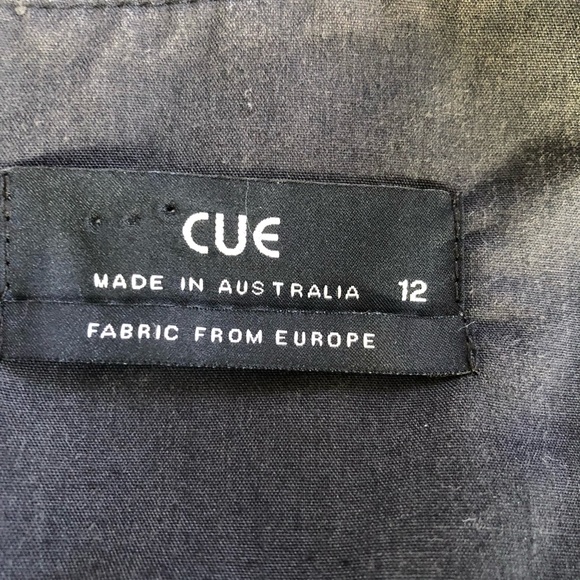 CUE
MADE IN AUSTRALIA 12
FABRIC FROM EUROPE